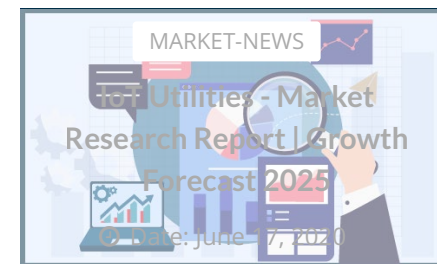 MARKET-NEWS
IoT Utilities - Market
Research Report | Growth
Forecast 2025
Date: June 17, 2020